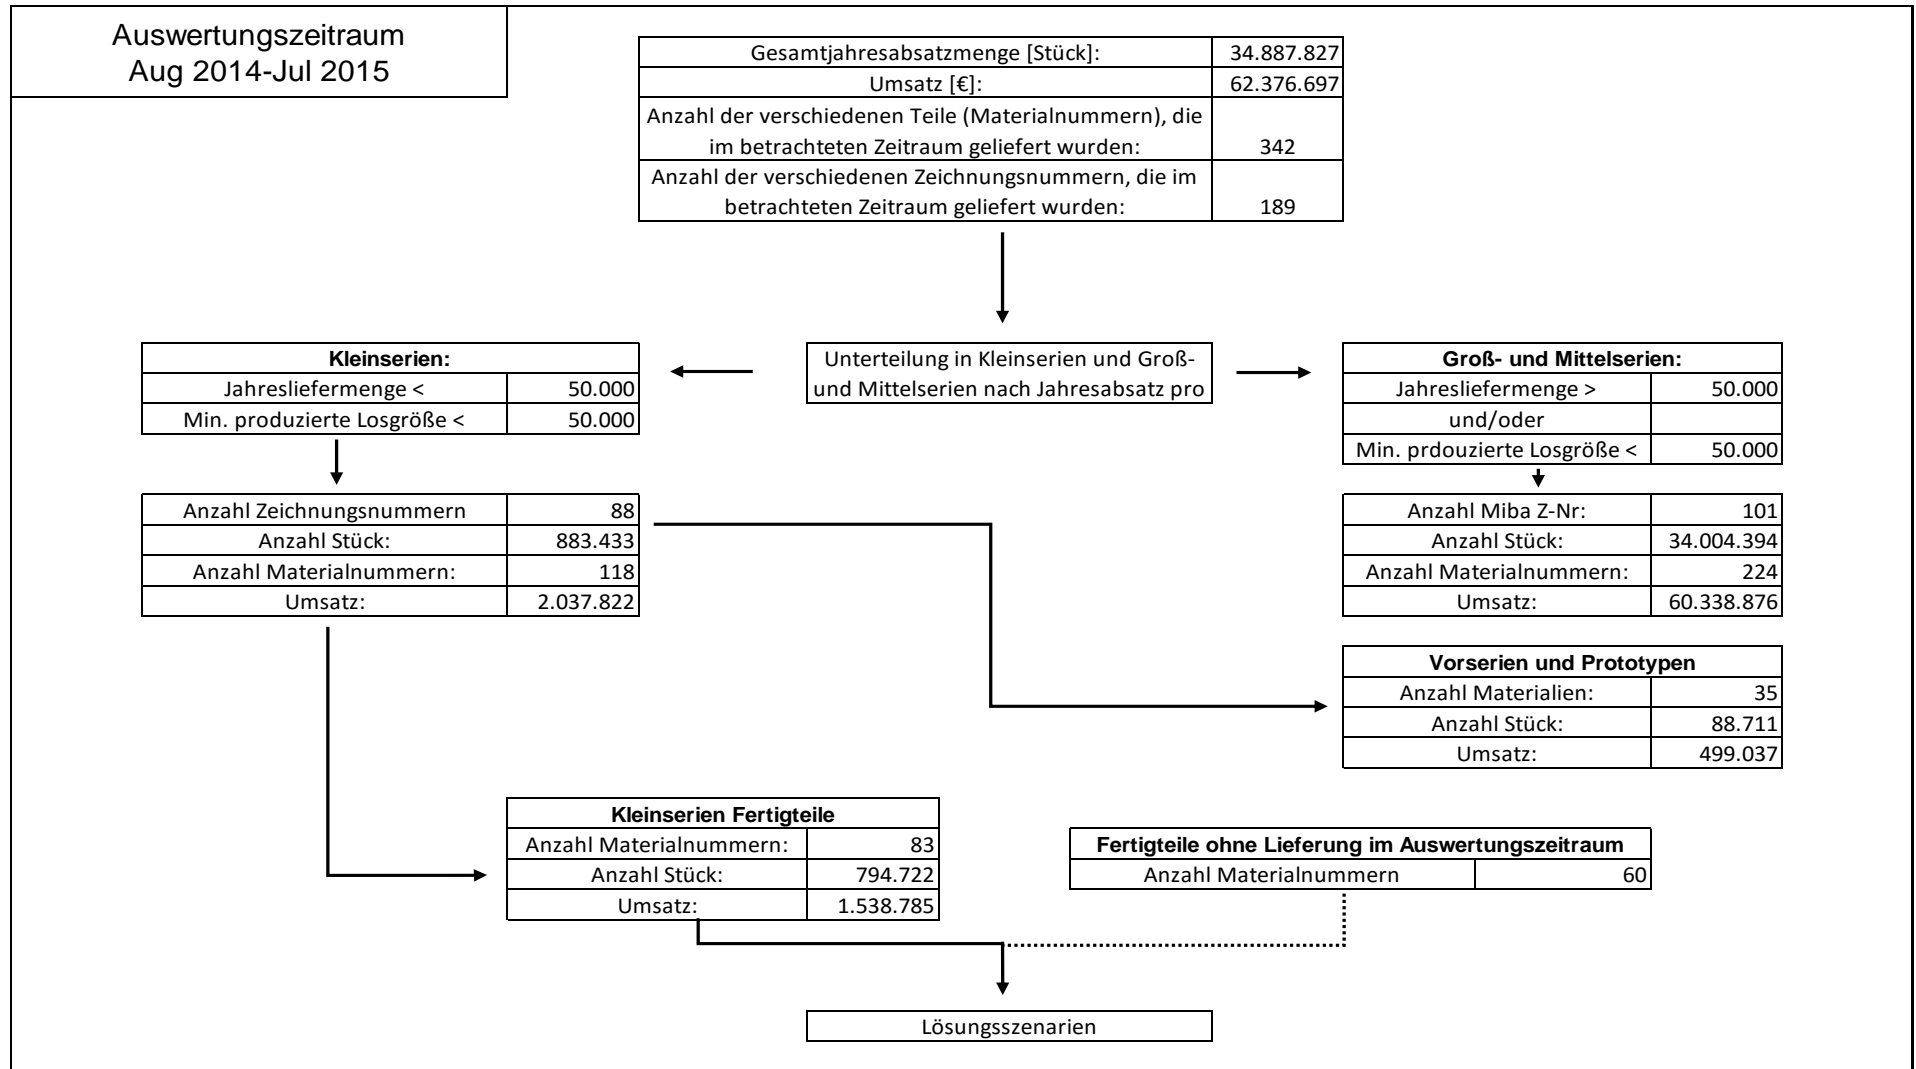 Auswertungszeitraum
Aug 2014-Jul 2015
Gesamtjahresabsatzmenge [Stück]: 34.887.827
Umsatz [€]: 62.376.697
Anzahl der verschiedenen Teile (Materialnummern), die
im betrachteten Zeitraum geliefert wurden: 342
Anzahl der verschiedenen Zeichnungsnummern, die im
betrachteten Zeitraum geliefert wurden: 189
Kleinserien:
Jahresliefermenge < 50.000
Min. produzierte Losgröße < 50.000
Unterteilung in Kleinserien und Groß-
und Mittelserien nach Jahresabsatz pro
Groß- und Mittelserien:
Jahresliefermenge > 50.000
und/oder
Min. prdouzierte Losgröße < 50.000
Anzahl Zeichnungsnummern 88
Anzahl Stück: 883.433
Anzahl Materialnummern: 118
Umsatz: 2.037.822
Anzahl Miba Z-Nr: 101
Anzahl Stück: 34.004.394
Anzahl Materialnummern: 224
Umsatz: 60.338.876
Vorserien und Prototypen
Anzahl Materialien: 35
Anzahl Stück: 88.711
Umsatz: 499.037
Kleinserien Fertigteile
Anzahl Materialnummern: 83
Anzahl Stück: 794.722
Umsatz: 1.538.785
Fertigteile ohne Lieferung im Auswertungszeitraum
Anzahl Materialnummern 60
Lösungsszenarien